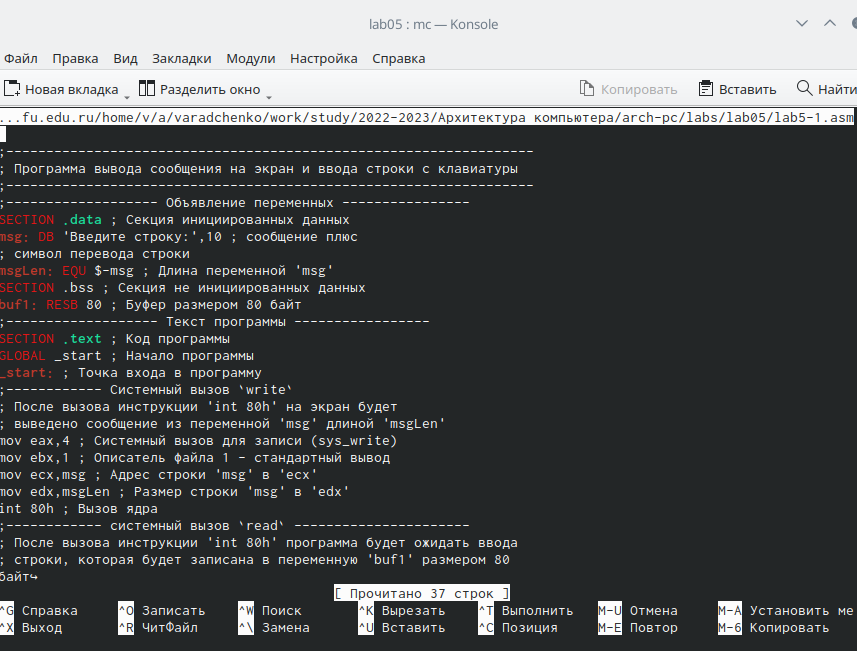 lab05 : mc — Konsole
Файл Правка Вид Закладки Модули Настройка Справка
Новая вкладка Разделить окно Копировать Вставить Найти
...fu.edu.ru/home/v/a/varadchenko/work/study/2022-2023/Архитектура компьютера/arch-pc/labs/lab05/lab5-1.asm
;------------------------------------------------------------------
; Программа вывода сообщения на экран и ввода строки с клавиатуры
;------------------------------------------------------------------
;------------------- Объявление переменных ----------------
SECTION .data ; Секция инициированных данных
msg: DB 'Введите строку:',10 ; сообщение плюс
; символ перевода строки
msgLen: EQU $-msg ; Длина переменной 'msg'
SECTION .bss ; Секция не инициированных данных
buf1: RESB 80 ; Буфер размером 80 байт
;------------------- Текст программы -----------------
SECTION .text ; Код программы
GLOBAL _start ; Начало программы
_start: ; Точка входа в программу
;------------ Системный вызов `write`
; После вызова инструкции 'int 80h' на экран будет
; выведено сообщение из переменной 'msg' длиной 'msgLen'
mov eax,4 ; Системный вызов для записи (sys_write)
mov ebx,1 ; Описатель файла 1 - стандартный вывод
mov ecx,msg ; Адрес строки 'msg' в 'ecx'
mov edx,msgLen ; Размер строки 'msg' в 'edx'
int 80h ; Вызов ядра
;------------ системный вызов `read` ----------------------
; После вызова инструкции 'int 80h' программа будет ожидать ввода
; строки, которая будет записана в переменную 'buf1' размером 80
байт↪
[ Прочитано 37 строк ]
^G Справка ^O Записать ^W Поиск ^K Вырезать ^T Выполнить M-U Отмена M-A Установить ме
^X Выход ^R ЧитФайл ^\ Замена ^U Вставить ^C Позиция M-E Повтор M-6 Копировать